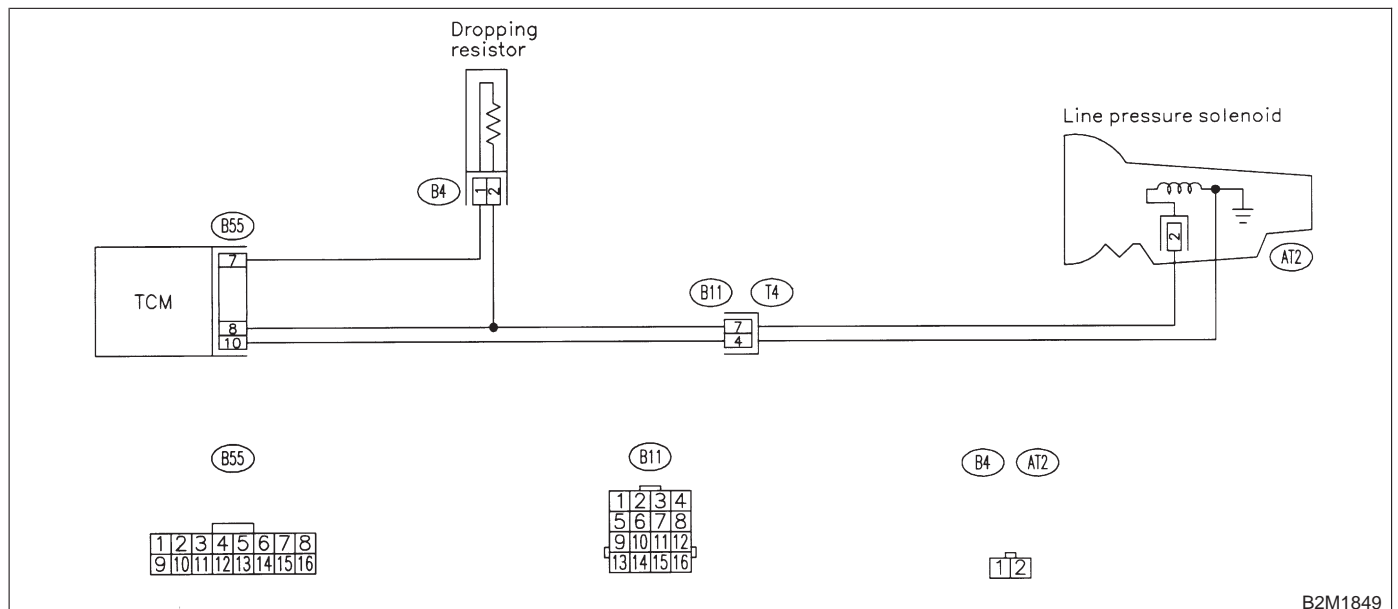 Dropping
resistor
Line pressure solenoid
B4
1 2
B55
7
TCM
8
10
B11 T4
7
4
2
AT2
B55
1 2 3 4 5 6 7 8
9 10 11 12 13 14 15 16
B11
1 2 3 4
5 6 7 8
9 10 11 12
13 14 15 16
B4 AT2
1 2
B2M1849